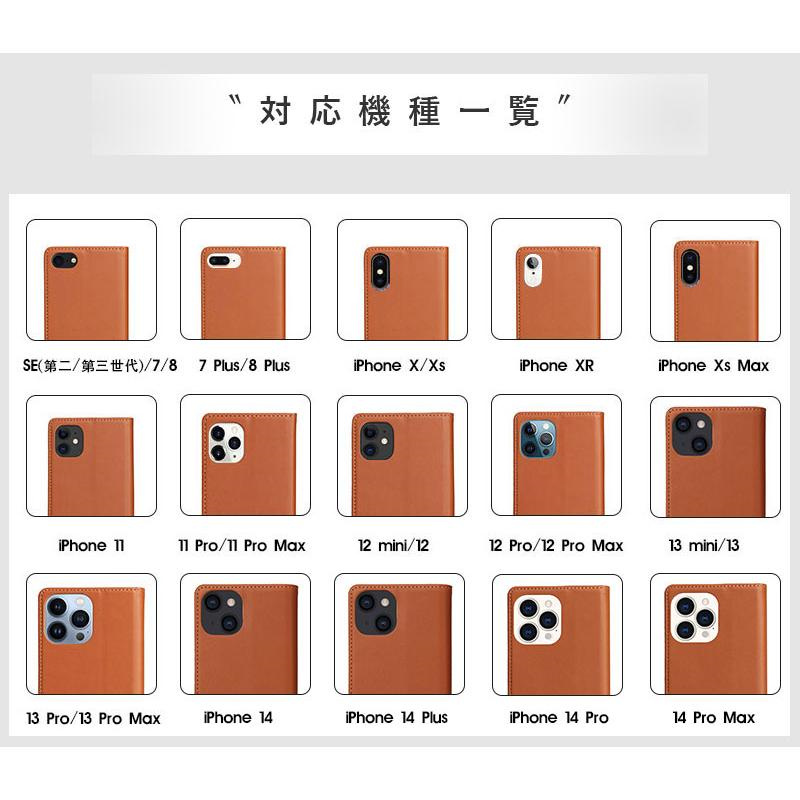 〝対応機種一覧〞
SE(第二/第三世代)/7/8
7 Plus/8 Plus
iPhone X/Xs
iPhone XR
iPhone Xs Max
iPhone 11
11 Pro/11 Pro Max
12 mini/12
12 Pro/12 Pro Max
13 mini/13
13 Pro/13 Pro Max
iPhone 14
iPhone 14 Plus
iPhone 14 Pro
14 Pro Max